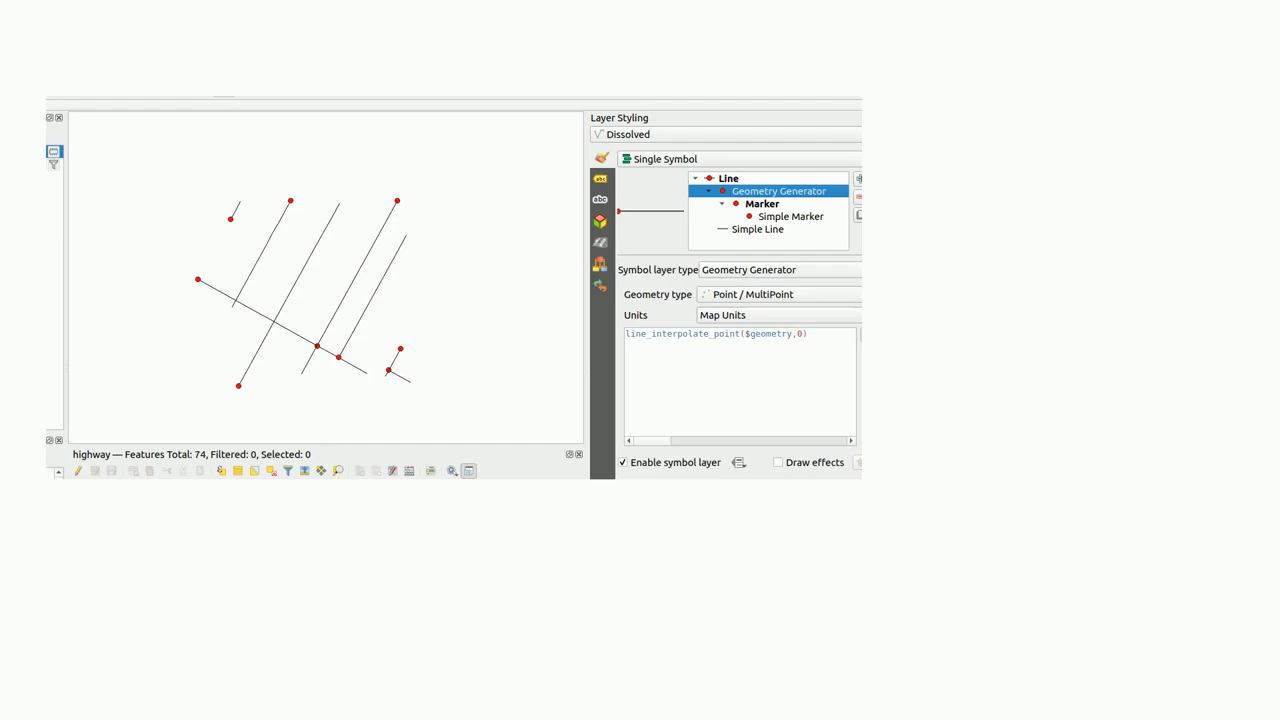 Layer Styling
Dissolved
Single Symbol
abc
Line
Geometry Generator
abc
Marker
Simple Marker
Simple Line
Symbol layer type Geometry Generator
Geometry type Point / MultiPoint
Units Map Units
line_interpolate_point($geometry,0)
highway — Features Total: 74, Filtered: 0, Selected: 0
Enable symbol layer Draw effects